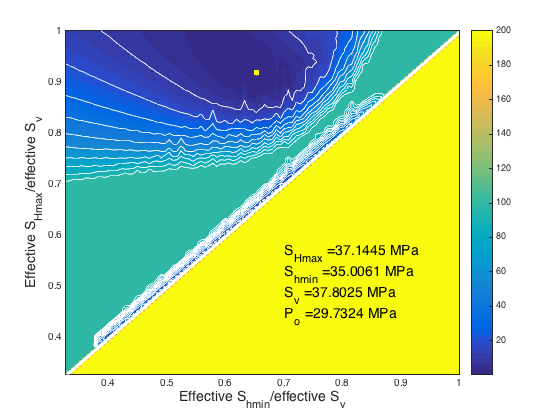 1
0.9
0.8
0.7
0.6
0.5
0.4
Effective S_Hmax/effective S_v
0.4 0.5 0.6 0.7 0.8 0.9 1
Effective S_hmin/effective S_v
S_Hmax =37.1445 MPa
S_hmin =35.0061 MPa
S_v =37.8025 MPa
P_o =29.7324 MPa
200
180
160
140
120
100
80
60
40
20